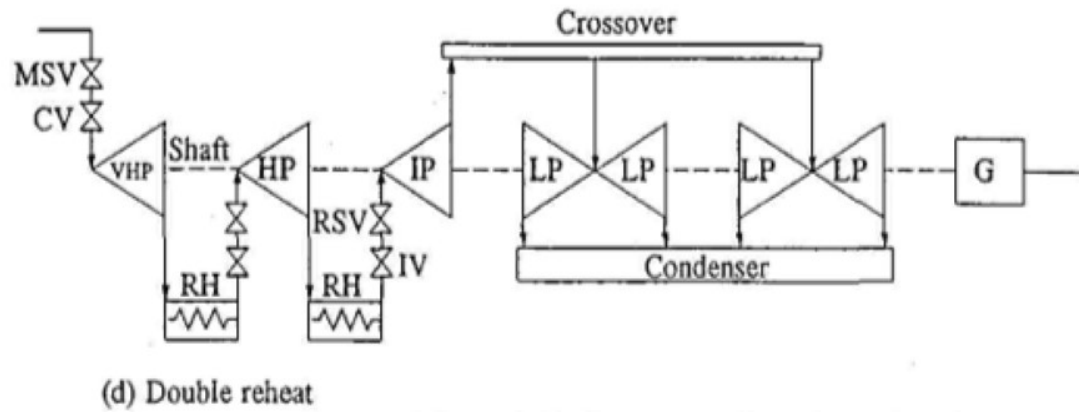 Crossover
MSV
CV
Shaft
VHP
HP
IP
LP
LP
LP
LP
G
RSV
IV
RH
RH
Condenser
(d) Double reheat